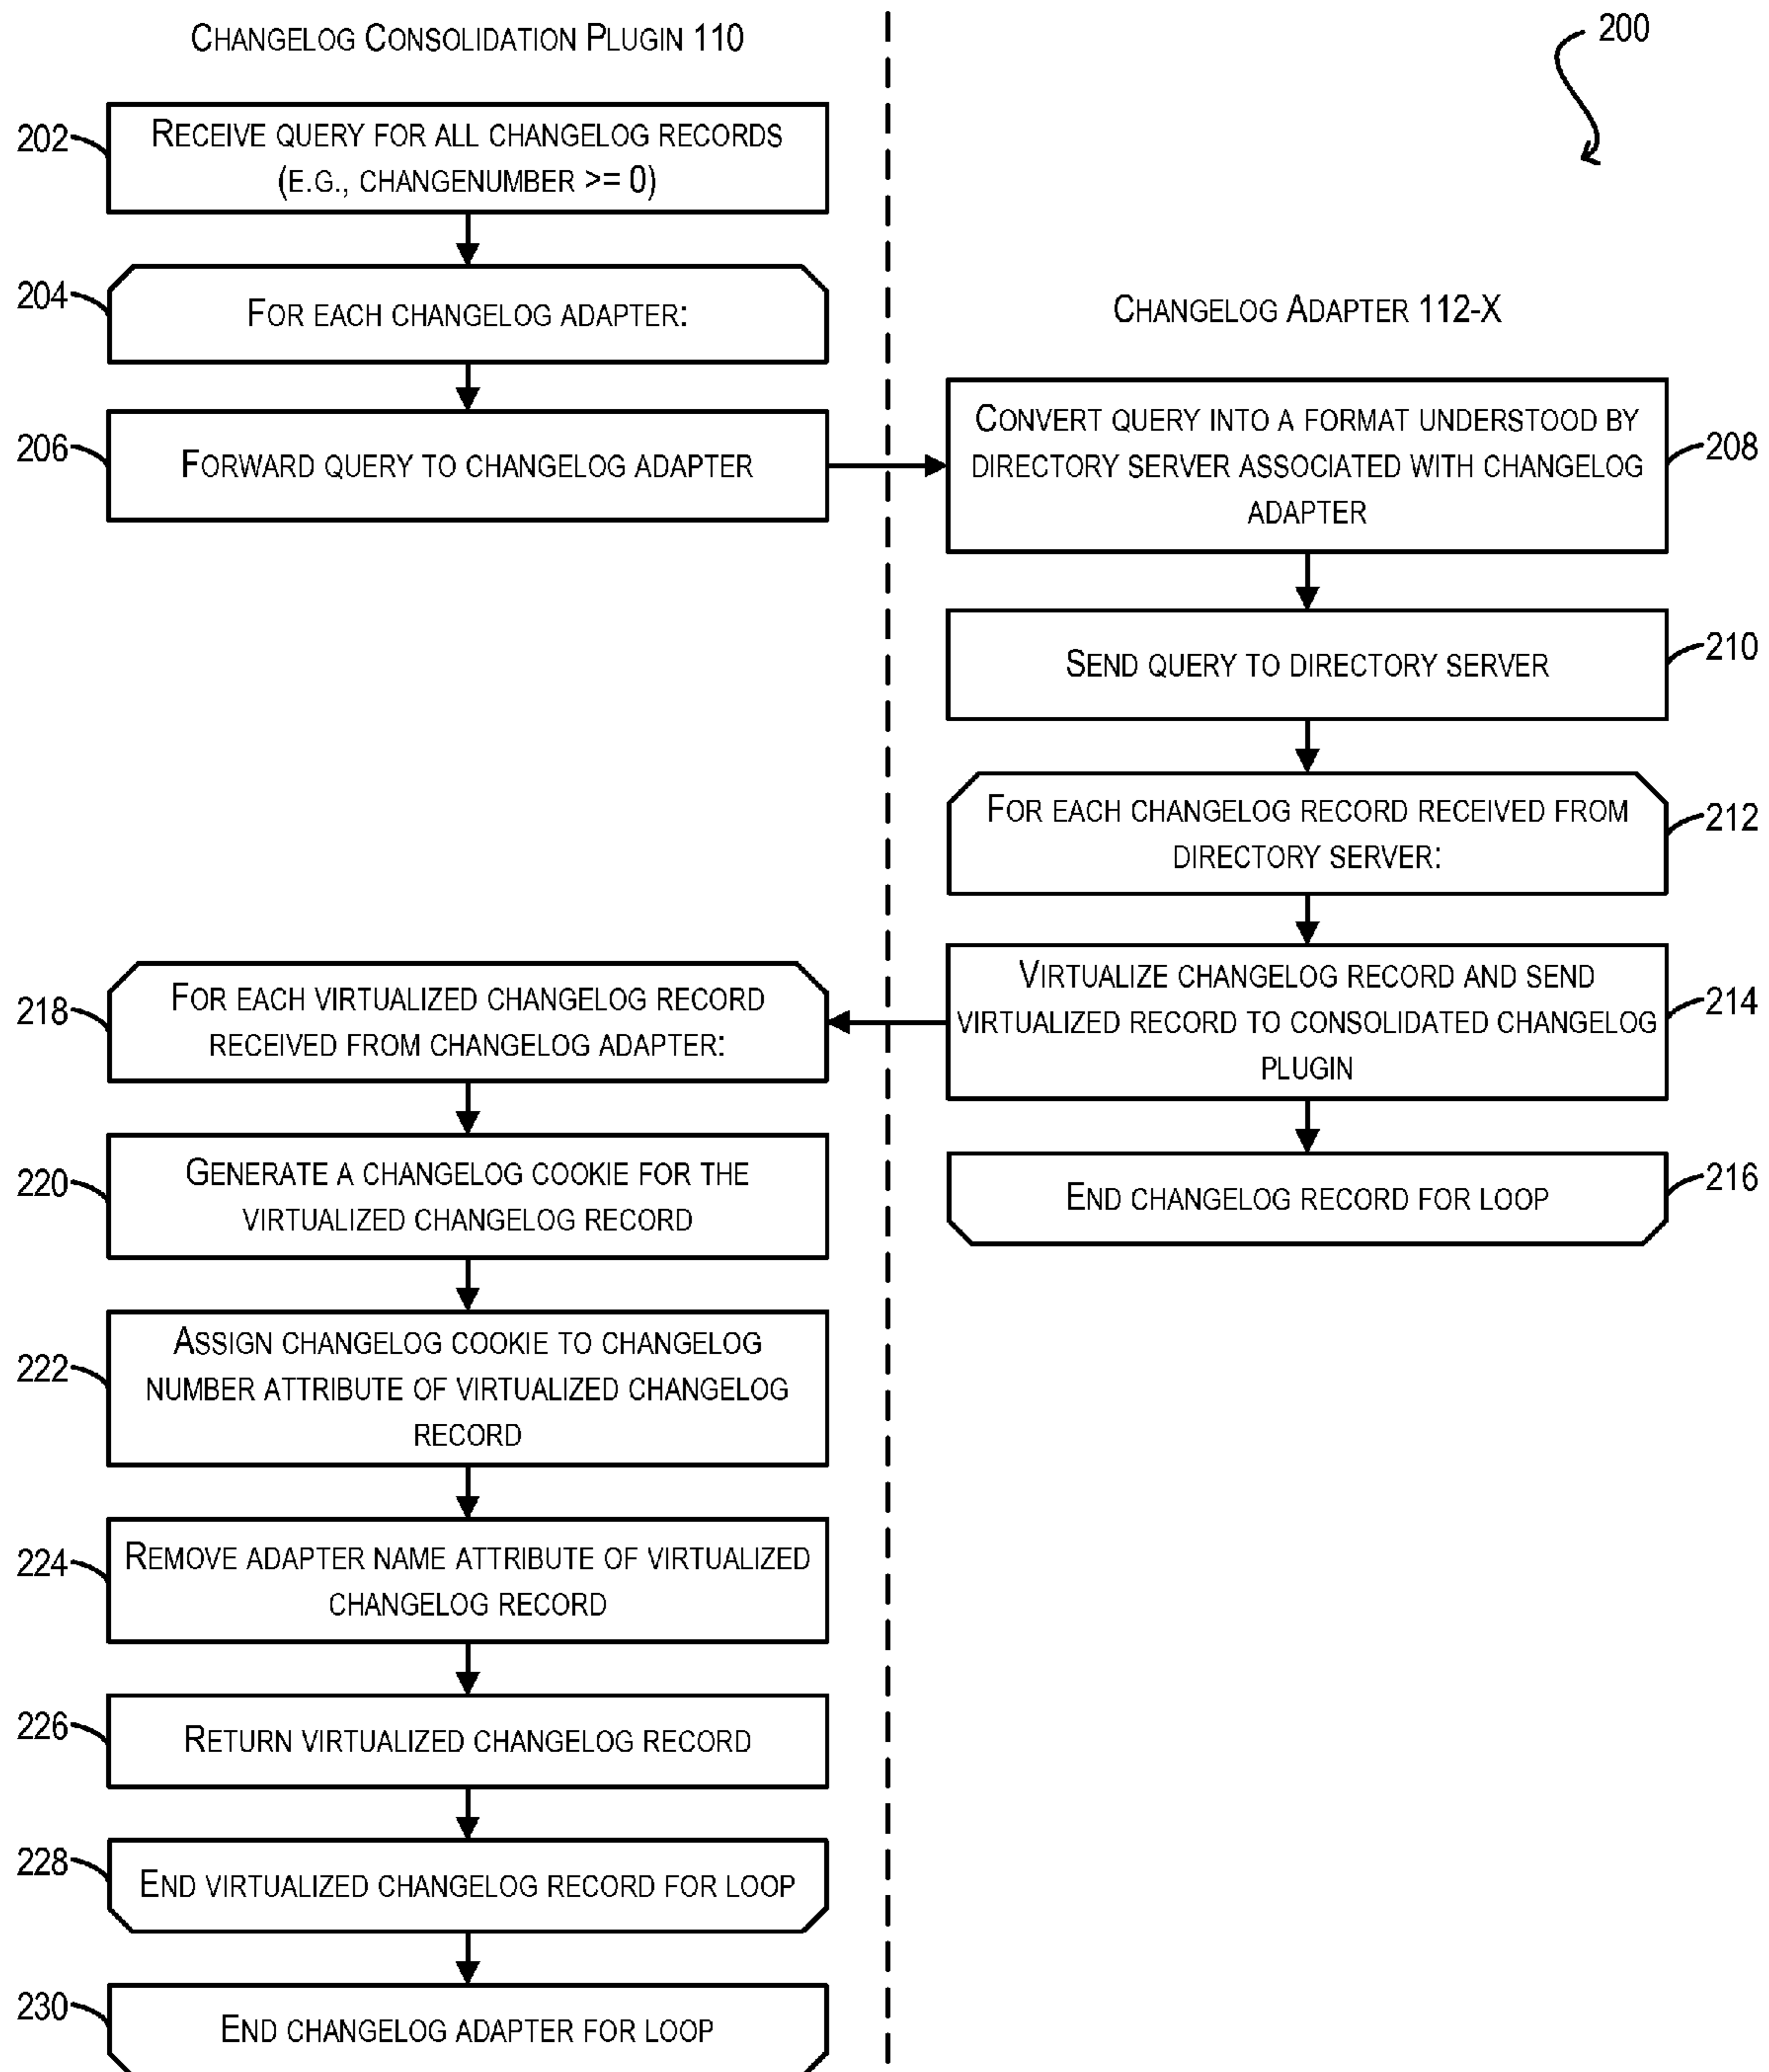 CHANGELOG CONSOLIDATION PLUGIN 110
200
202
RECEIVE QUERY FOR ALL CHANGELOG RECORDS
(E.G., CHANGENUMBER >= 0)
204
FOR EACH CHANGELOG ADAPTER:
206
FORWARD QUERY TO CHANGELOG ADAPTER
CHANGELOG ADAPTER 112-X
CONVERT QUERY INTO A FORMAT UNDERSTOOD BY
DIRECTORY SERVER ASSOCIATED WITH CHANGELOG
ADAPTER
208
SEND QUERY TO DIRECTORY SERVER
210
FOR EACH CHANGELOG RECORD RECEIVED FROM
DIRECTORY SERVER:
212
VIRTUALIZE CHANGELOG RECORD AND SEND
VIRTUALIZED RECORD TO CONSOLIDATED CHANGELOG
PLUGIN
214
END CHANGELOG RECORD FOR LOOP
216
218
FOR EACH VIRTUALIZED CHANGELOG RECORD
RECEIVED FROM CHANGELOG ADAPTER:
220
GENERATE A CHANGELOG COOKIE FOR THE
VIRTUALIZED CHANGELOG RECORD
222
ASSIGN CHANGELOG COOKIE TO CHANGELOG
NUMBER ATTRIBUTE OF VIRTUALIZED CHANGELOG
RECORD
224
REMOVE ADAPTER NAME ATTRIBUTE OF VIRTUALIZED
CHANGELOG RECORD
226
RETURN VIRTUALIZED CHANGELOG RECORD
228
END VIRTUALIZED CHANGELOG RECORD FOR LOOP
230
END CHANGELOG ADAPTER FOR LOOP